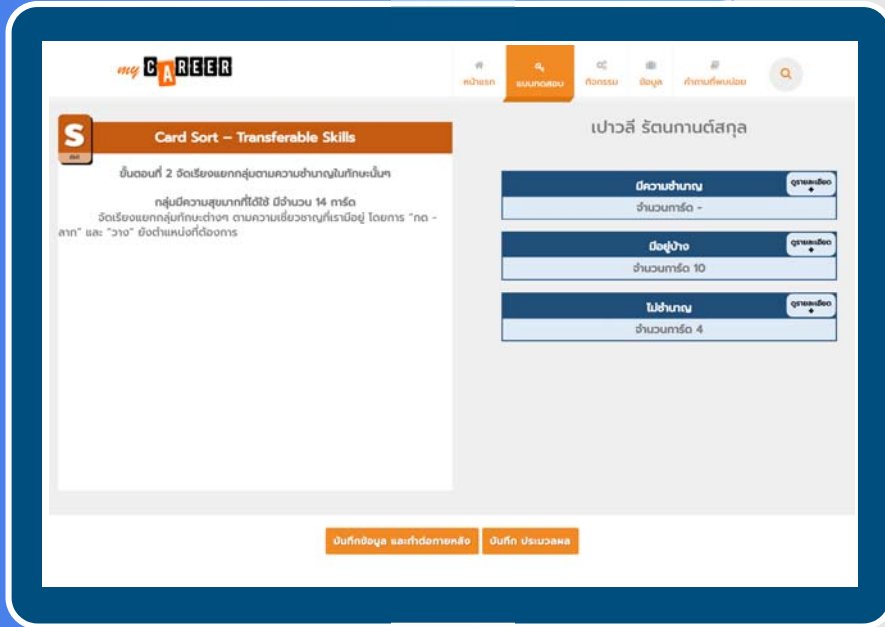 my CAREER
หน้าแรก
แบบทดสอบ
กิจกรรม
ข้อมูล
คำถามที่พบบ่อย
เปาวลี รัตนกานต์สกุล
S
Card Sort – Transferable Skills
ขั้นตอนที่ 2 จัดเรียงแยกกลุ่มตามความชำนาญในทักษะนั้นๆ
กลุ่มมีความสุขมากที่ได้ใช้ มีจำนวน 14 การ์ด
จัดเรียงแยกกลุ่มทักษะต่างๆ ตามความเชี่ยวชาญที่เรามีอยู่ โดยการ "กด -
ลาก" และ "วาง" ยังตำแหน่งที่ต้องการ
มีความชำนาญ
ดูรายละเอียด
จำนวนการ์ด -
มีอยู่บ้าง
ดูรายละเอียด
จำนวนการ์ด 10
ไม่ชำนาญ
ดูรายละเอียด
จำนวนการ์ด 4
บันทึกข้อมูล และทำต่อภายหลัง
บันทึก ประมวลผล